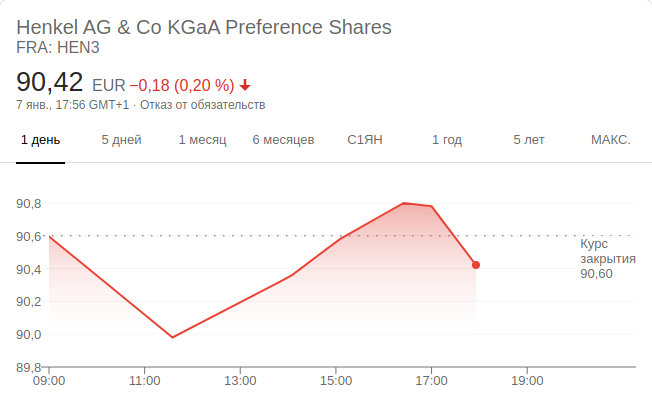 Henkel AG & Co KGaA Preference Shares
FRA: HEN3
90,42 EUR −0,18 (0,20 %)
7 янв., 17:56 GMT+1 · Отказ от обязательств
1 день 5 дней 1 месяц 6 месяцев С1ЯН 1 год 5 лет МАКС.
90,8
90,6
Курс
закрытия
90,60
90,4
90,2
90,0
89,8
09:00 11:00 13:00 15:00 17:00 19:00